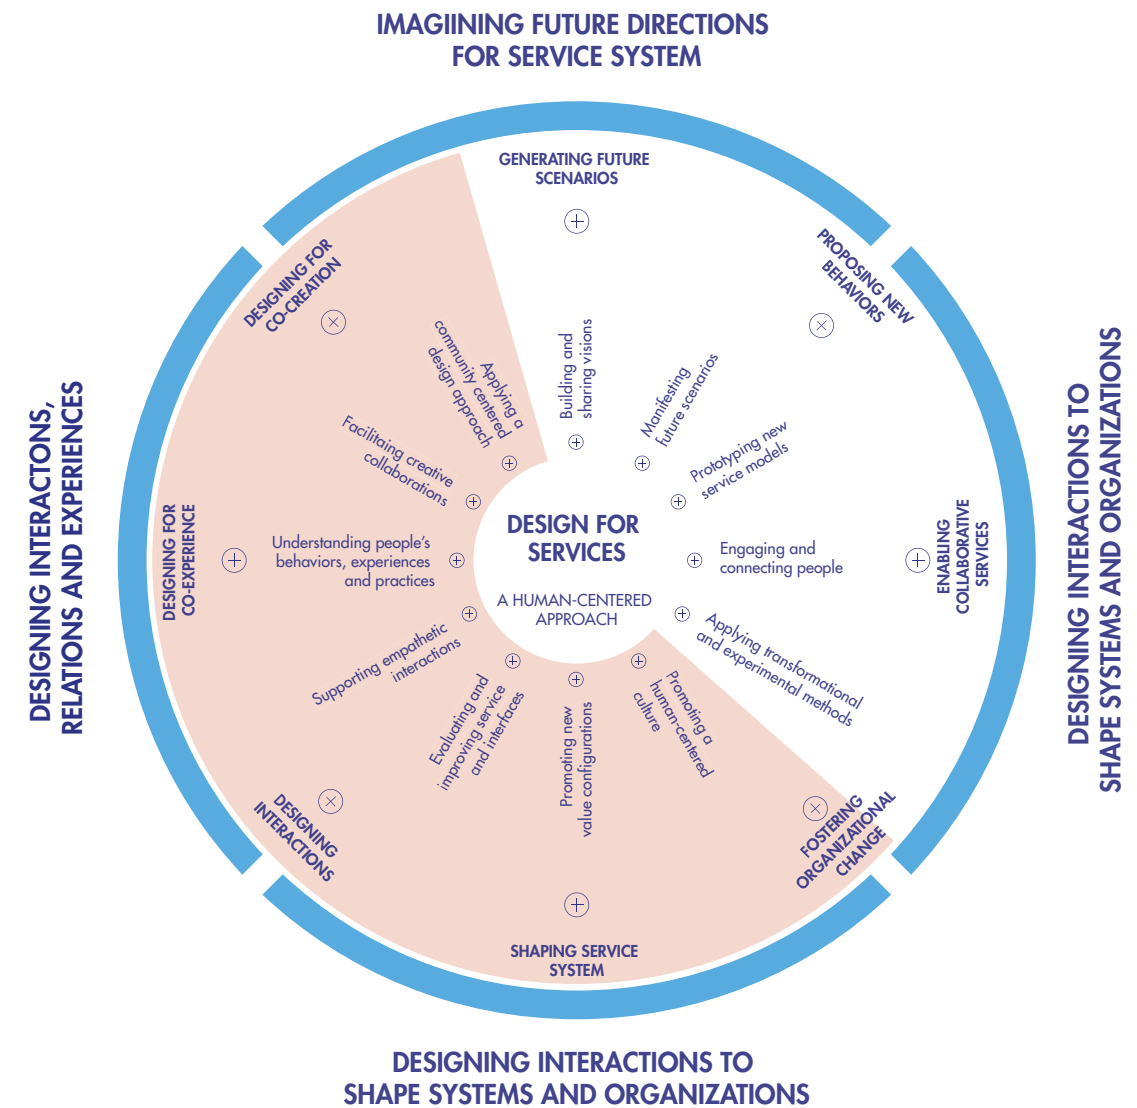 IMAGIINING FUTURE DIRECTIONS
FOR SERVICE SYSTEM
GENERATING FUTURE
SCENARIOS
PROPOSING NEW
BEHAVIORS
ENABLING
COLLABORATIVE
SERVICES
FOSTERING
ORGANIZATIONAL
CHANGE
SHAPING SERVICE
SYSTEM
DESIGNING
INTERACTIONS
DESIGNING FOR
CO-EXPERIENCE
DESIGNING FOR
CO-CREATION
Building and
sharing visions
Manifesting
future scenarios
Prototyping new
service models
Engaging and
connecting people
Applying transformational
and experimental methods
Promoting a
human-centered
culture
Promoting new
value configurations
Evaluating and
improving service
and interfaces
Supporting empathetic
interactions
Understanding people's
behaviors, experiences
and practices
Facilitaing creative
collaborations
Applying a
community centered
design approach
DESIGN FOR
SERVICES
A HUMAN-CENTERED
APPROACH
DESIGNING INTERACTONS,
RELATIONS AND EXPERIENCES
DESIGNING INTERACTIONS TO
SHAPE SYSTEMS AND ORGANIZATIONS
DESIGNING INTERACTIONS TO
SHAPE SYSTEMS AND ORGANIZATIONS